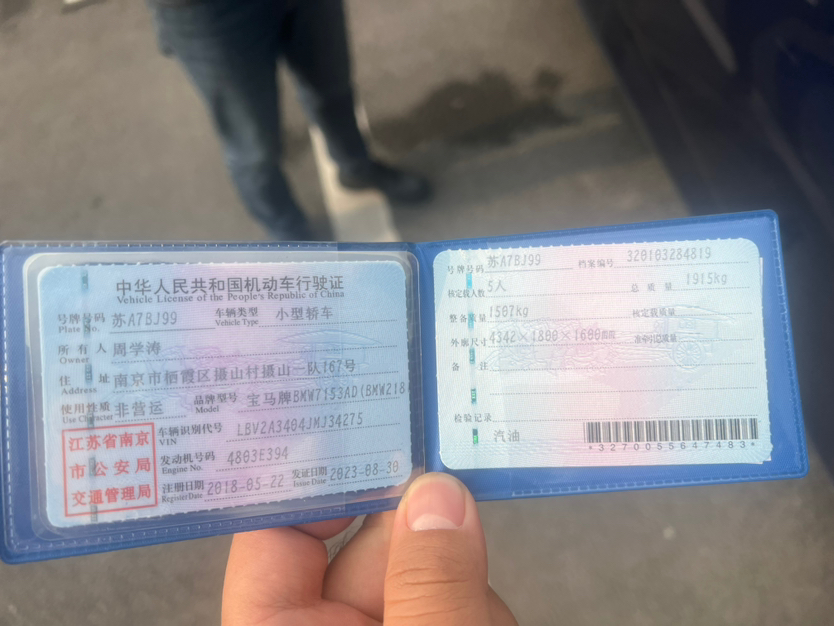 中华人民共和国机动车行驶证
Vehicle License of the People's Republic of China
号牌号码 苏A7BJ99 车辆类型 小型轿车
Plate No. Vehicle Type
所有人 周学涛
Owner
住址 南京市栖霞区摄山村摄山一队167号
Address
使用性质 非营运 品牌型号 宝马牌BMW7153AD(BMW218
Use Character Model
江苏省南京
市公安局
交通管理局
车辆识别代号 LBV2A3404JMJ34275
VIN
发动机号码 4803E394
Engine No.
注册日期 2018-05-22 发证日期 2023-08-30
Register Date Issue Date
号牌号码 苏A7BJ99 档案编号 320103284819
核定载人数 5人 总质量 1915kg
整备质量 1507kg 核定载质量
外廓尺寸 4342×1800×1600
备注
检验记录
汽油
*3270055647483*